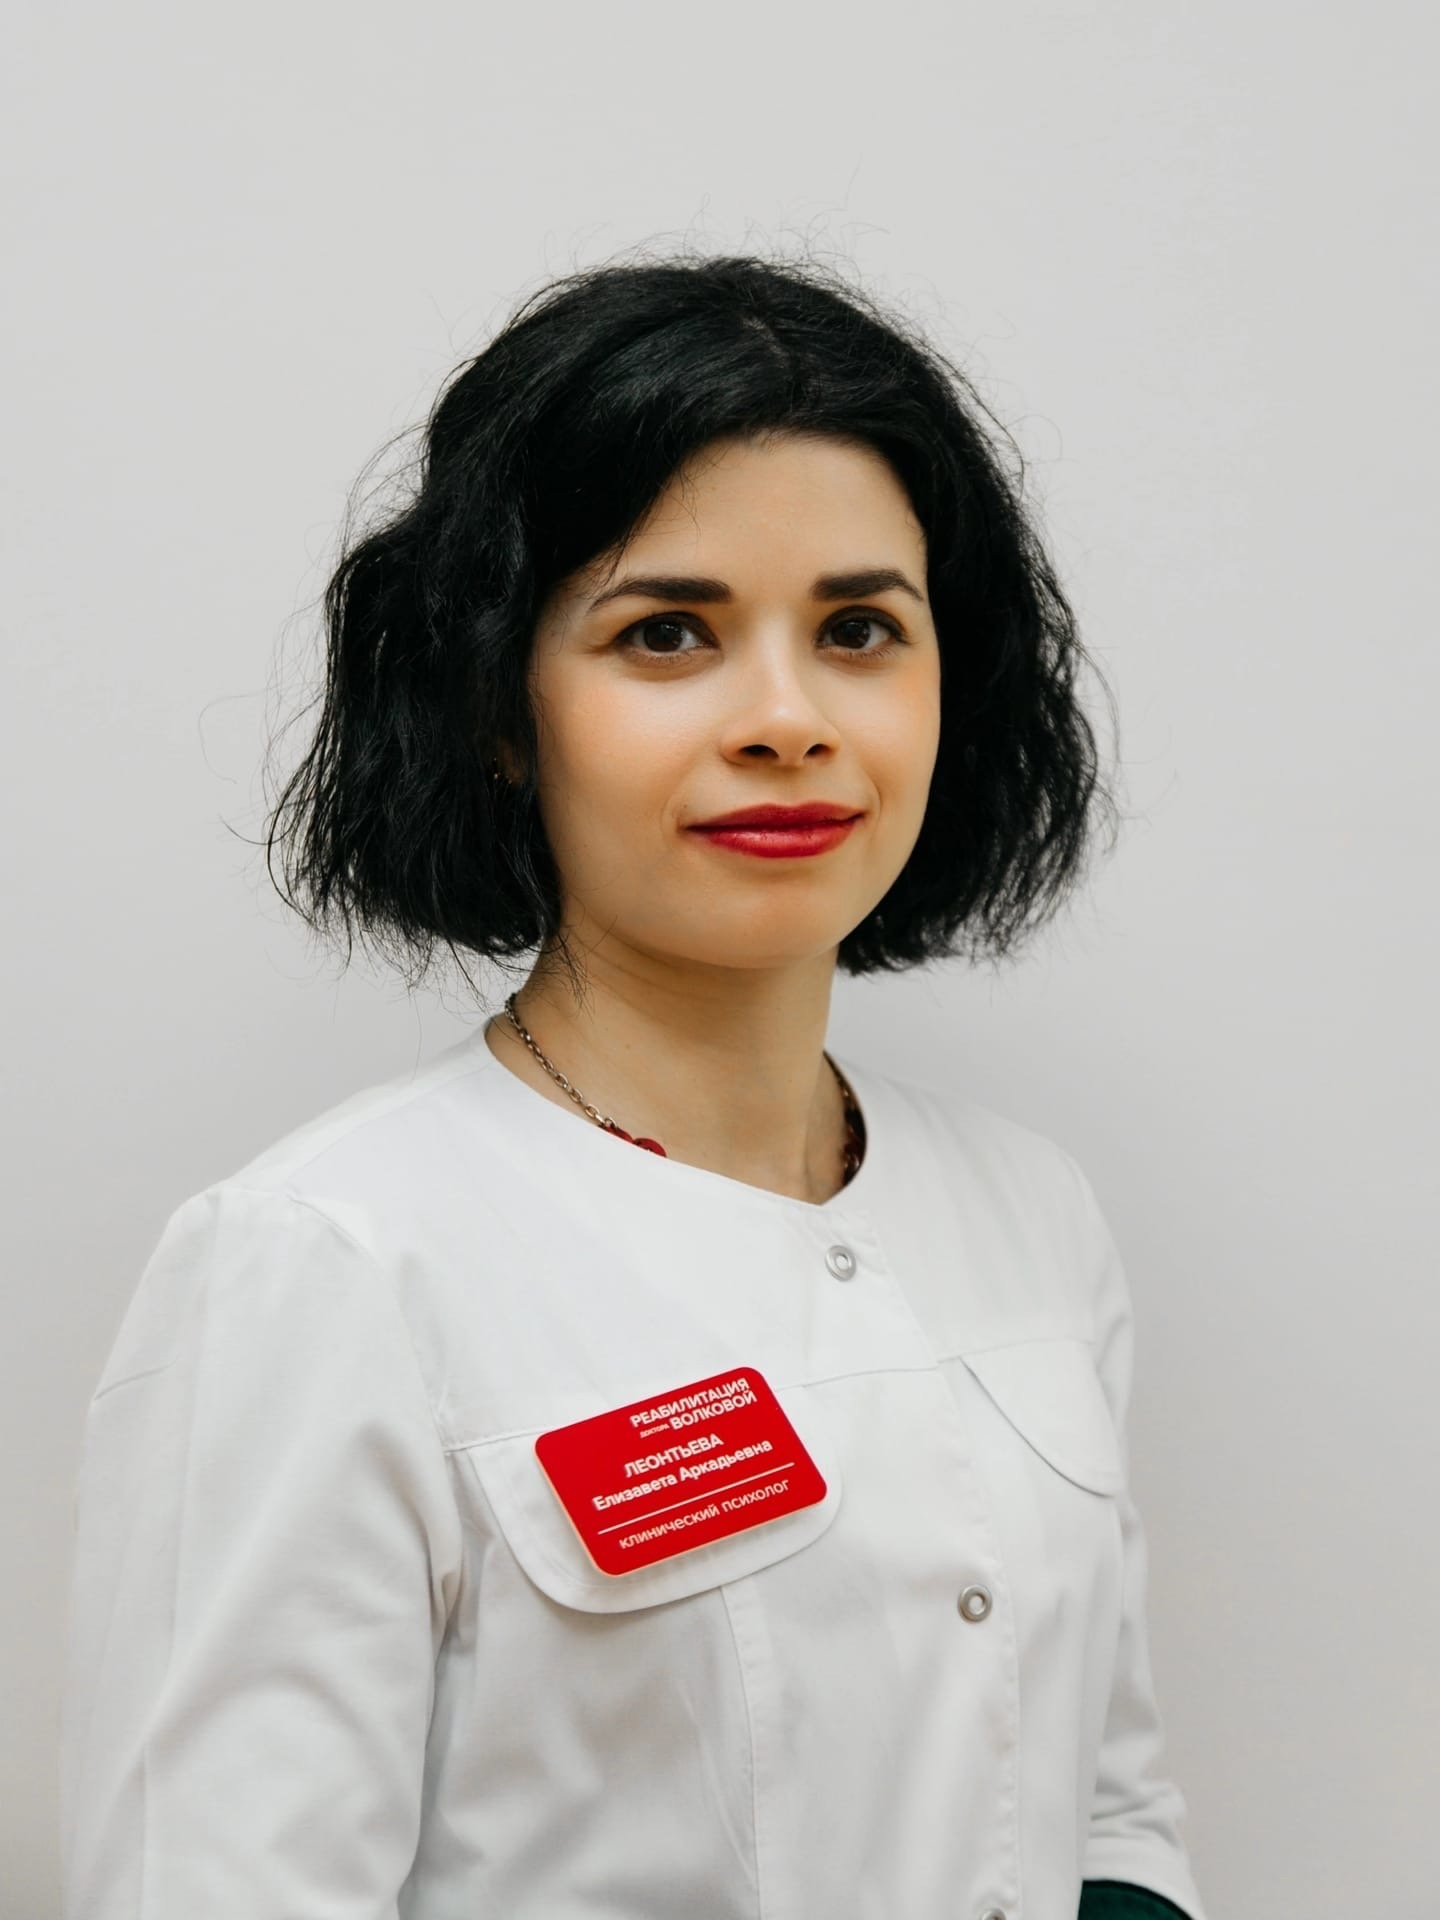 РЕАБИЛИТАЦИЯ
ДОКТОРА ВОЛКОВОЙ
ЛЕОНТЬЕВА
Елизавета Аркадьевна
клинический психолог